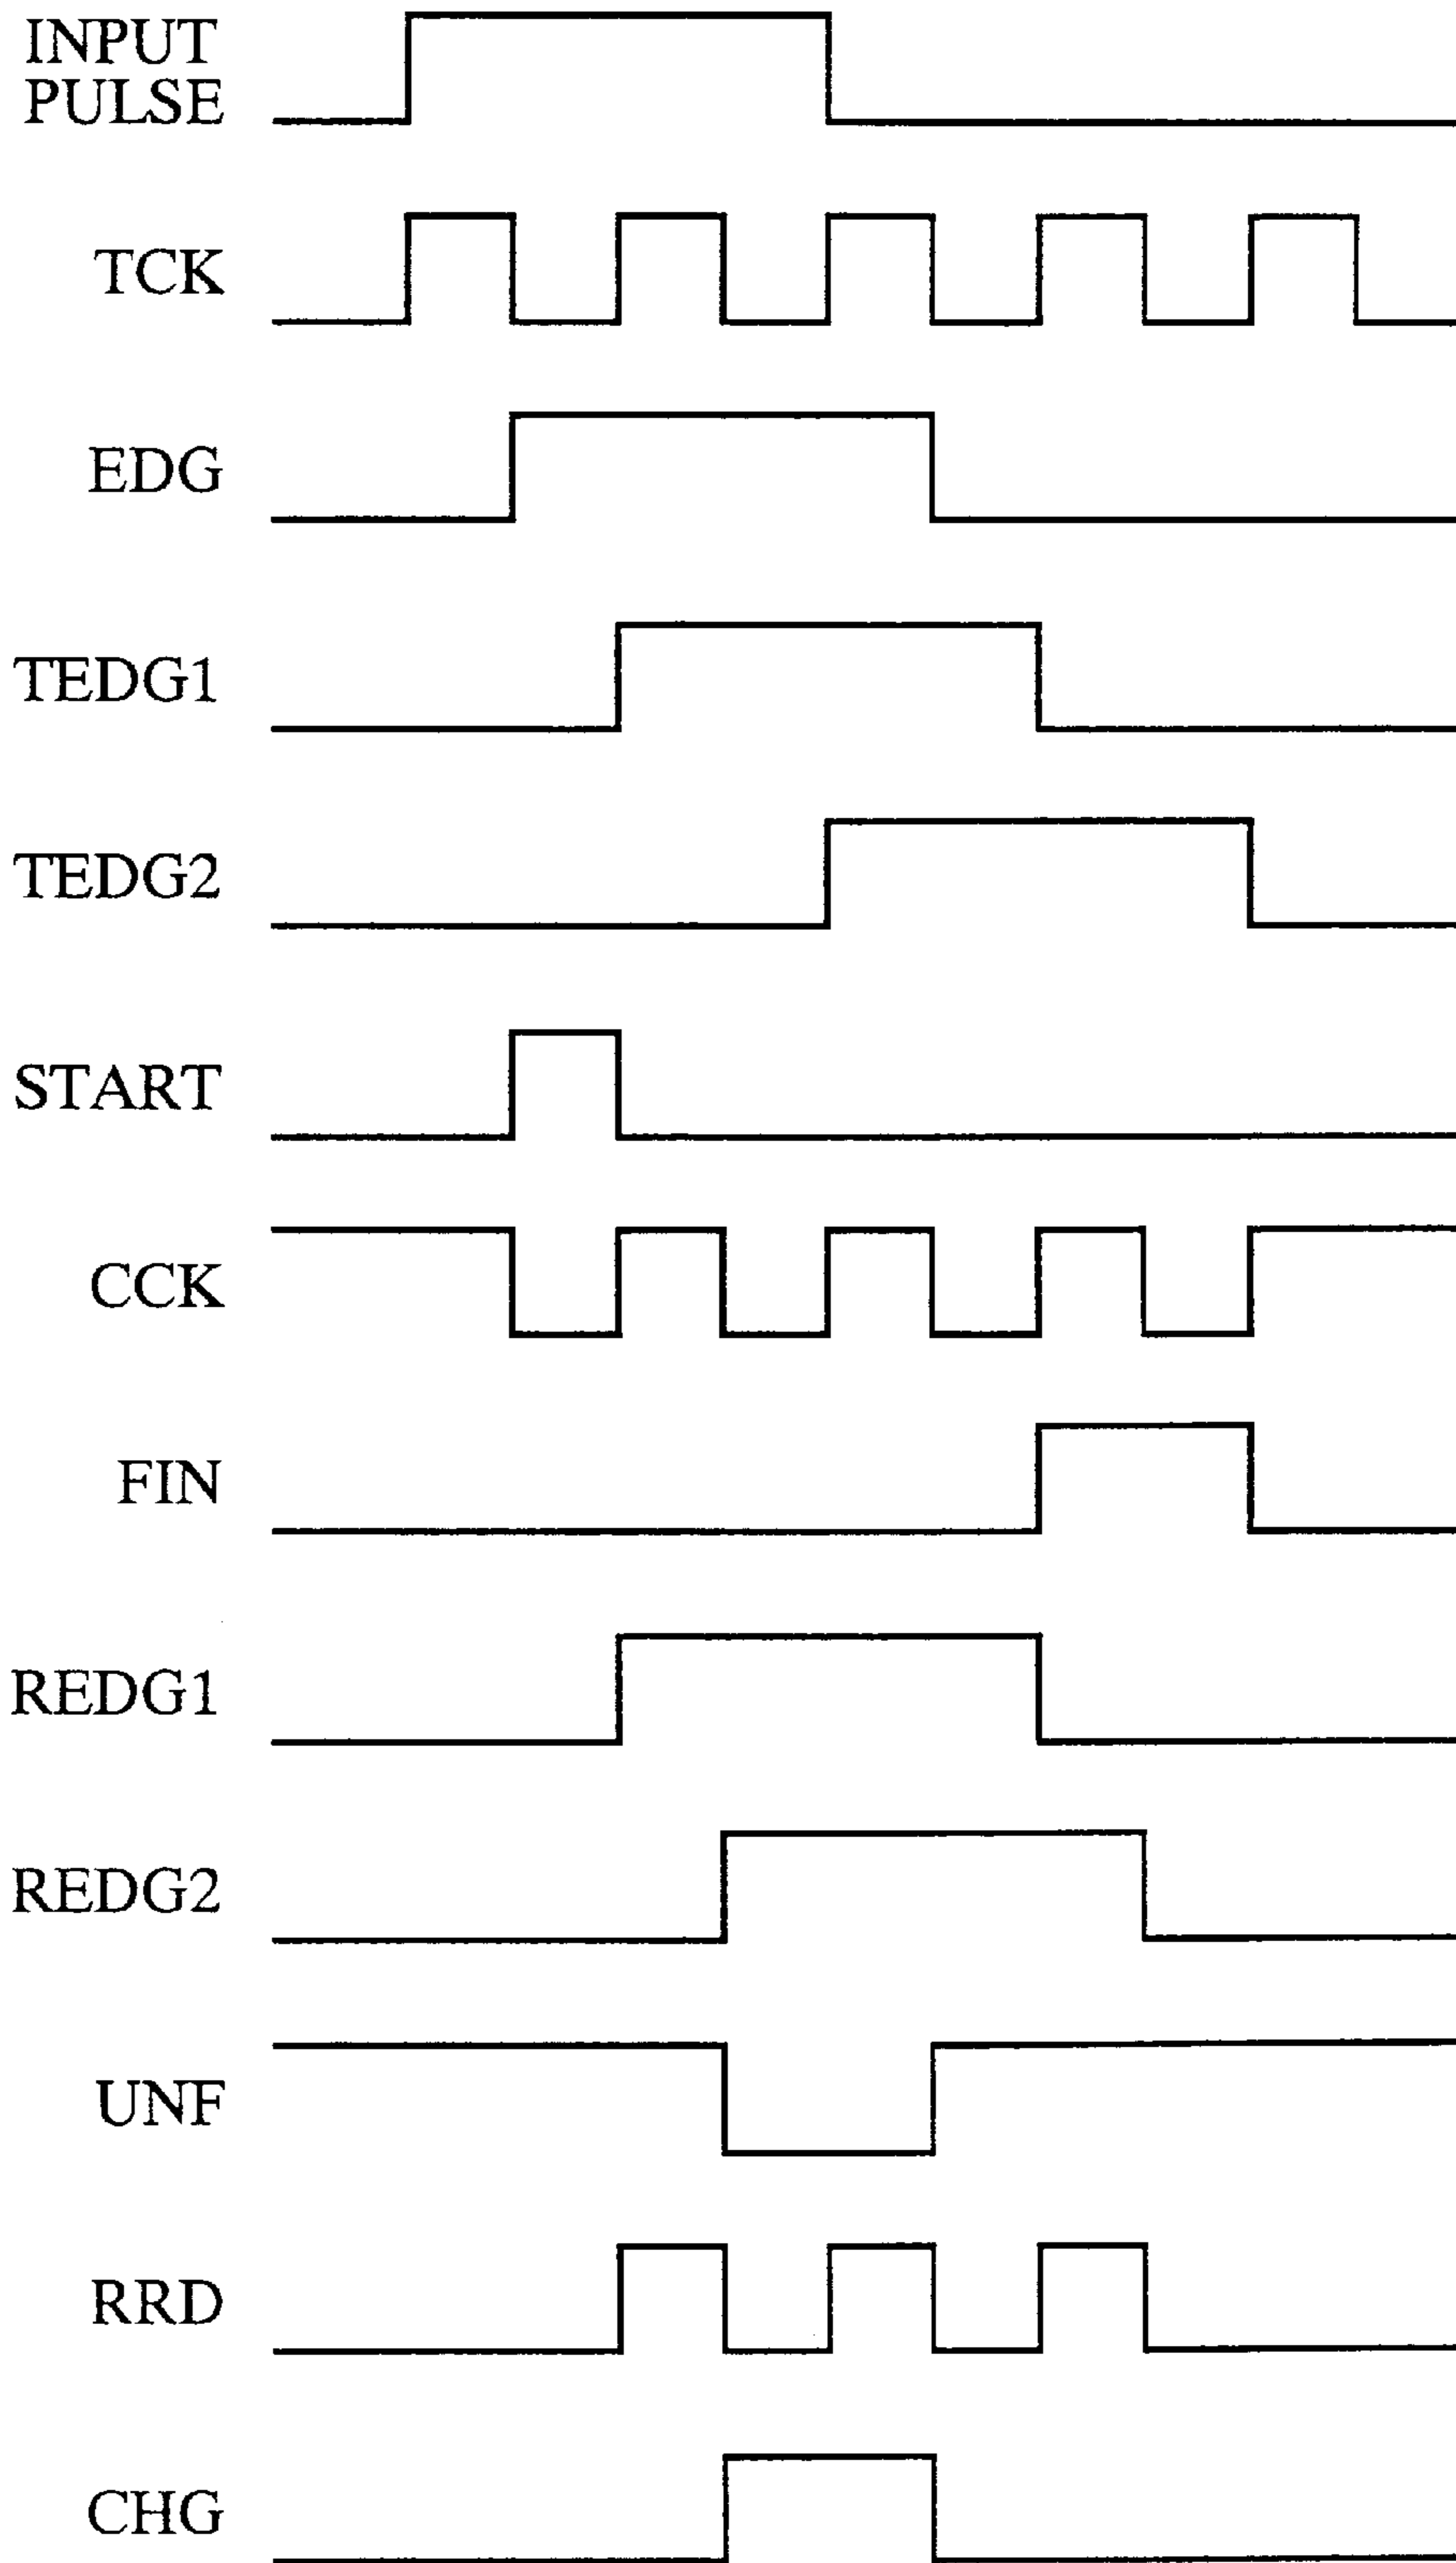 INPUT
PULSE
TCK
EDG
TEDG1
TEDG2
START
CCK
FIN
REDG1
REDG2
UNF
RRD
CHG